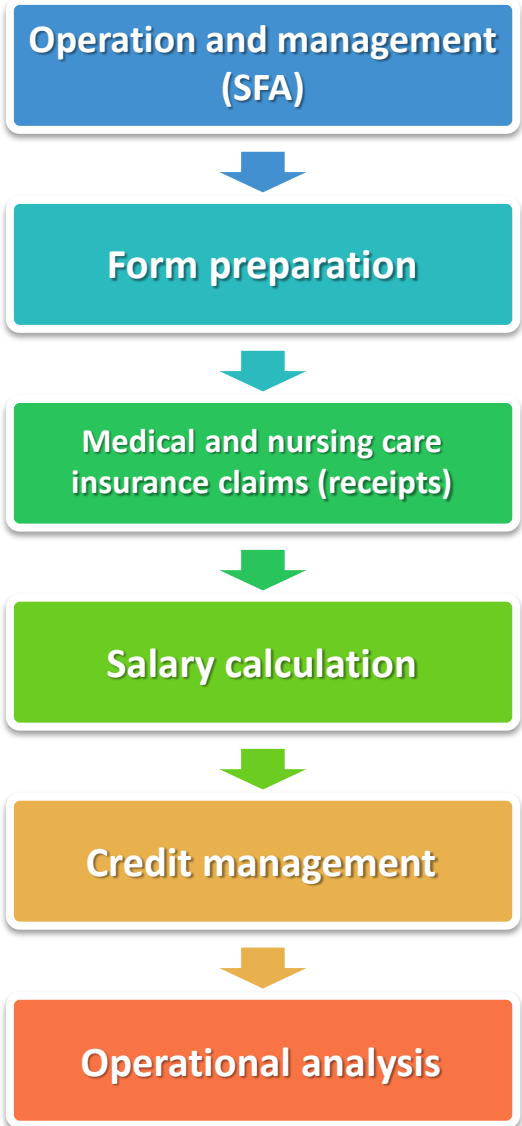 Operation and management
(SFA)
Form preparation
Medical and nursing care
insurance claims (receipts)
Salary calculation
Credit management
Operational analysis